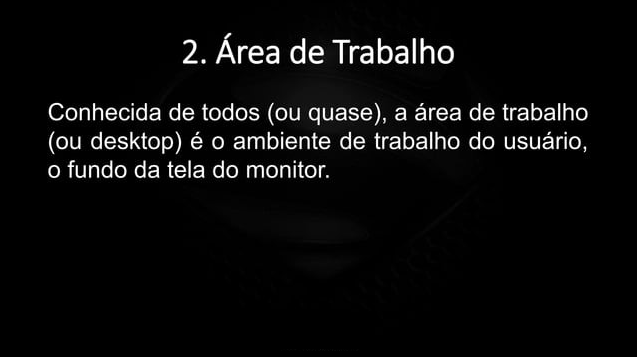 2. Área de Trabalho
Conhecida de todos (ou quase), a área de trabalho
(ou desktop) é o ambiente de trabalho do usuário,
o fundo da tela do monitor.